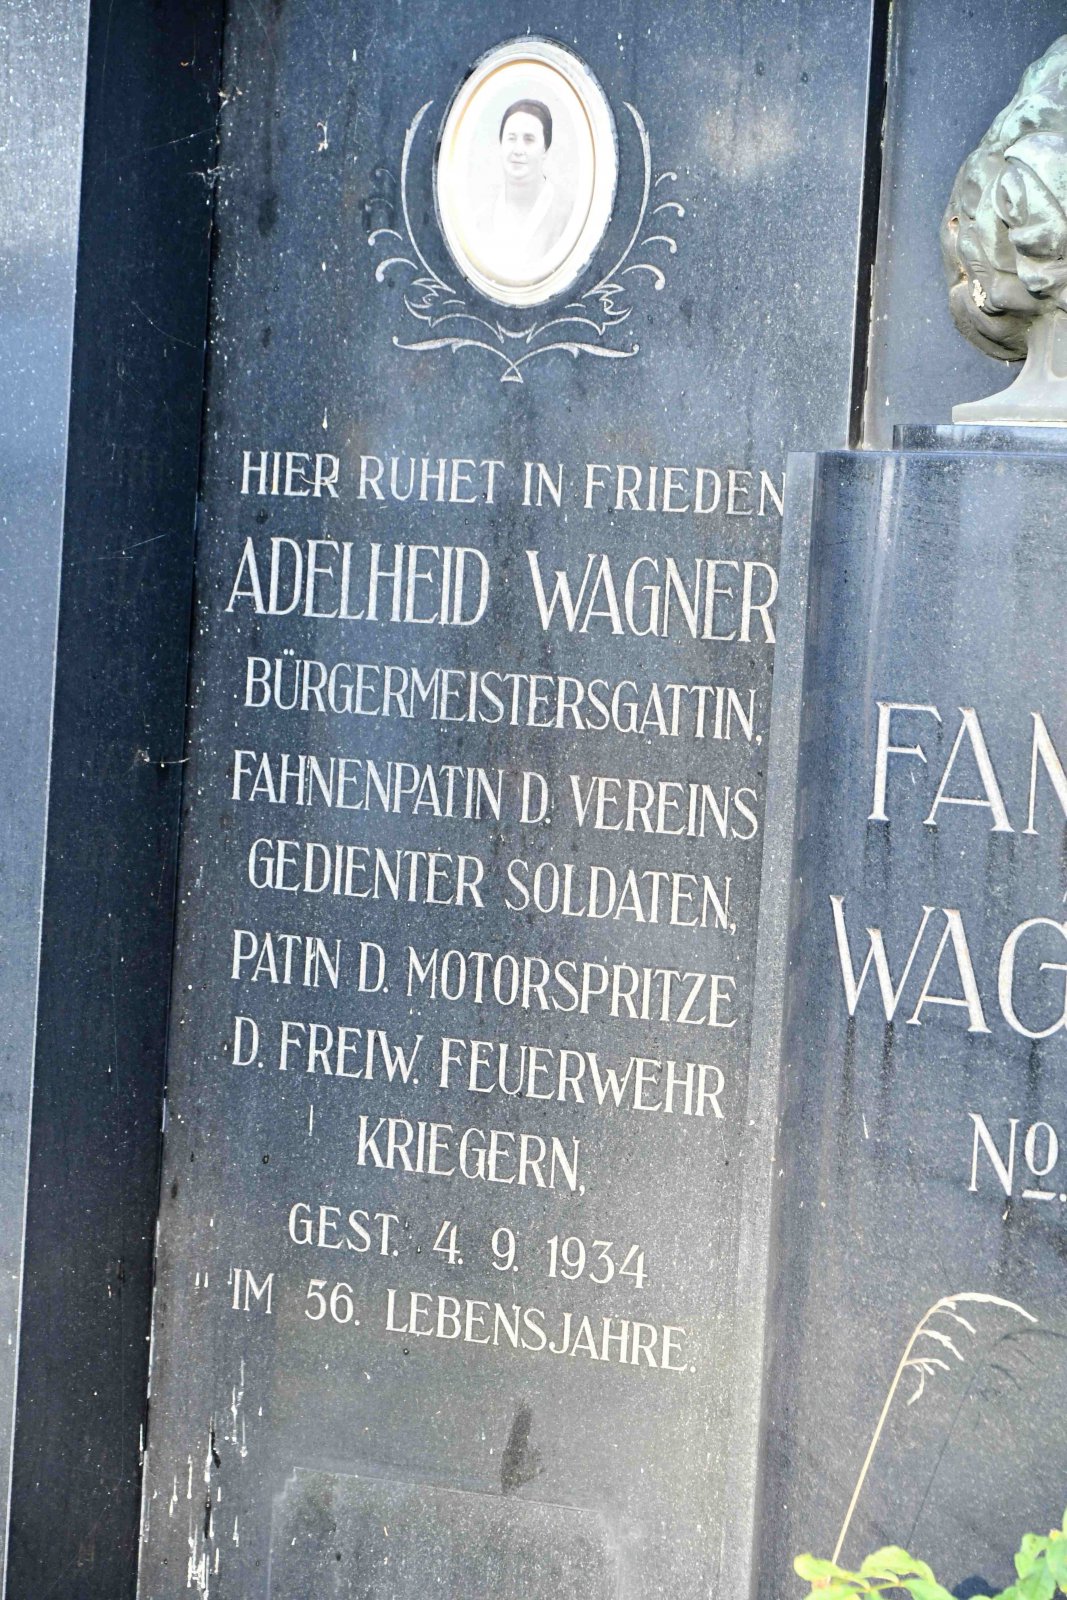 HIER RUHET IN FRIEDEN
ADELHEID WAGNER
BÜRGERMEISTERSGATTIN,
FAHNENPATIN D. VEREINS
GEDIENTER SOLDATEN,
PATIN D. MOTORSPRITZE
D. FREIW. FEUERWEHR
KRIEGERN,
GEST. 4. 9. 1934
IM 56. LEBENSJAHRE.
WAG
No.